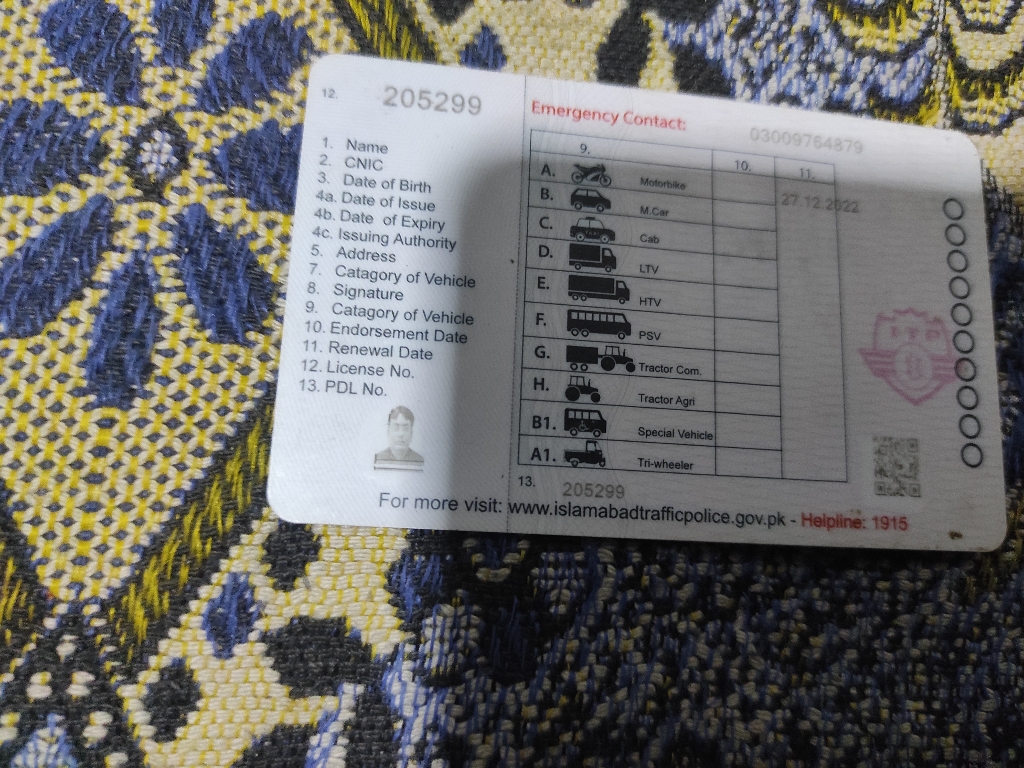 12. 205299
1. Name
2. CNIC
3. Date of Birth
4a. Date of Issue
4b. Date of Expiry
4c. Issuing Authority
5. Address
7. Catagory of Vehicle
8. Signature
9. Catagory of Vehicle
10. Endorsement Date
11. Renewal Date
12. License No.
13. PDL No.
Emergency Contact: 03009764879
9. 10. 11.
A. Motorbike
B. M.Car 27.12.2022
C. Cab
D. LTV
E. HTV
F. PSV
G. Tractor Com.
H. Tractor Agri
B1. Special Vehicle
A1. Tri-wheeler
13. 205299
For more visit: www.islamabadtrafficpolice.gov.pk - Helpline: 1915